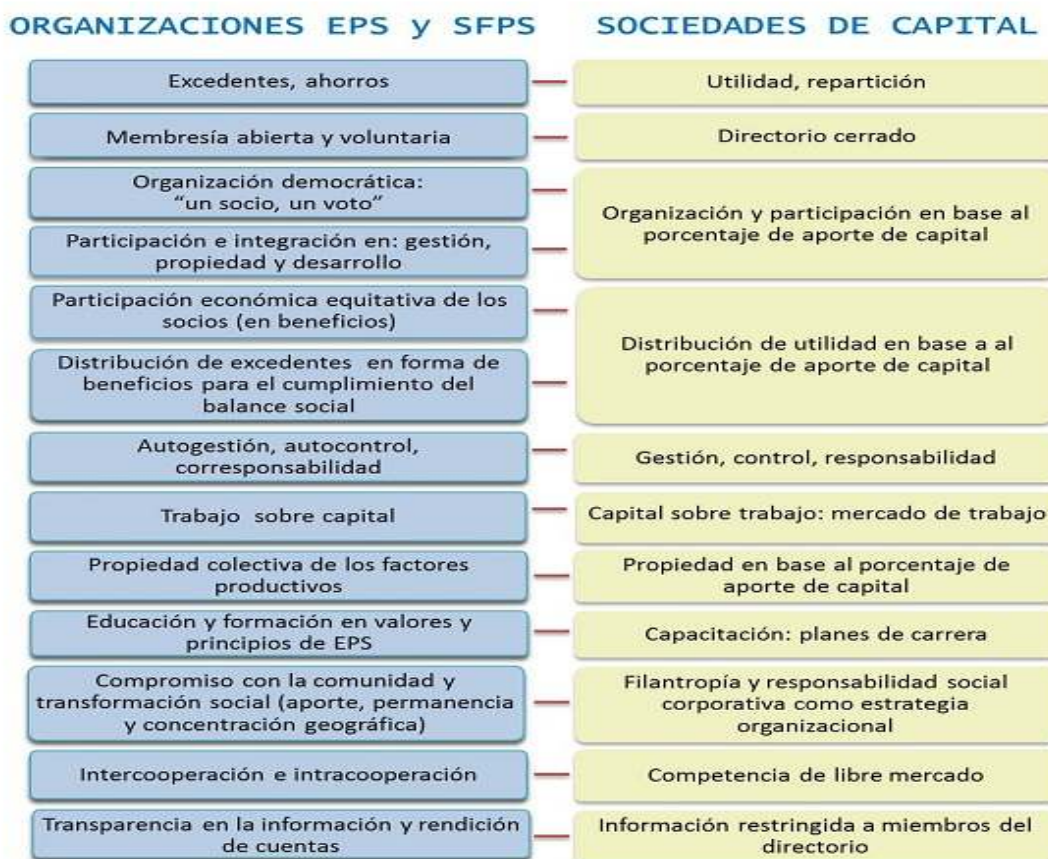 ORGANIZACIONES EPS y SFPS
SOCIEDADES DE CAPITAL
Excedentes, ahorros
Utilidad, repartición
Membresía abierta y voluntaria
Directorio cerrado
Organización democrática:
“un socio, un voto”
Participación e integración en: gestión,
propiedad y desarrollo
Organización y participación en base al
porcentaje de aporte de capital
Participación económica equitativa de los
socios (en beneficios)
Distribución de excedentes en forma de
beneficios para el cumplimiento del
balance social
Distribución de utilidad en base a al
porcentaje de aporte de capital
Autogestión, autocontrol,
corresponsabilidad
Gestión, control, responsabilidad
Trabajo sobre capital
Capital sobre trabajo: mercado de trabajo
Propiedad colectiva de los factores
productivos
Propiedad en base al porcentaje de
aporte de capital
Educación y formación en valores y
principios de EPS
Capacitación: planes de carrera
Compromiso con la comunidad y
transformación social (aporte, permanencia
y concentración geográfica)
Filantropía y responsabilidad social
corporativa como estrategia
organizacional
Intercooperación e intracooperación
Competencia de libre mercado
Transparencia en la información y rendición
de cuentas
Información restringida a miembros del
directorio